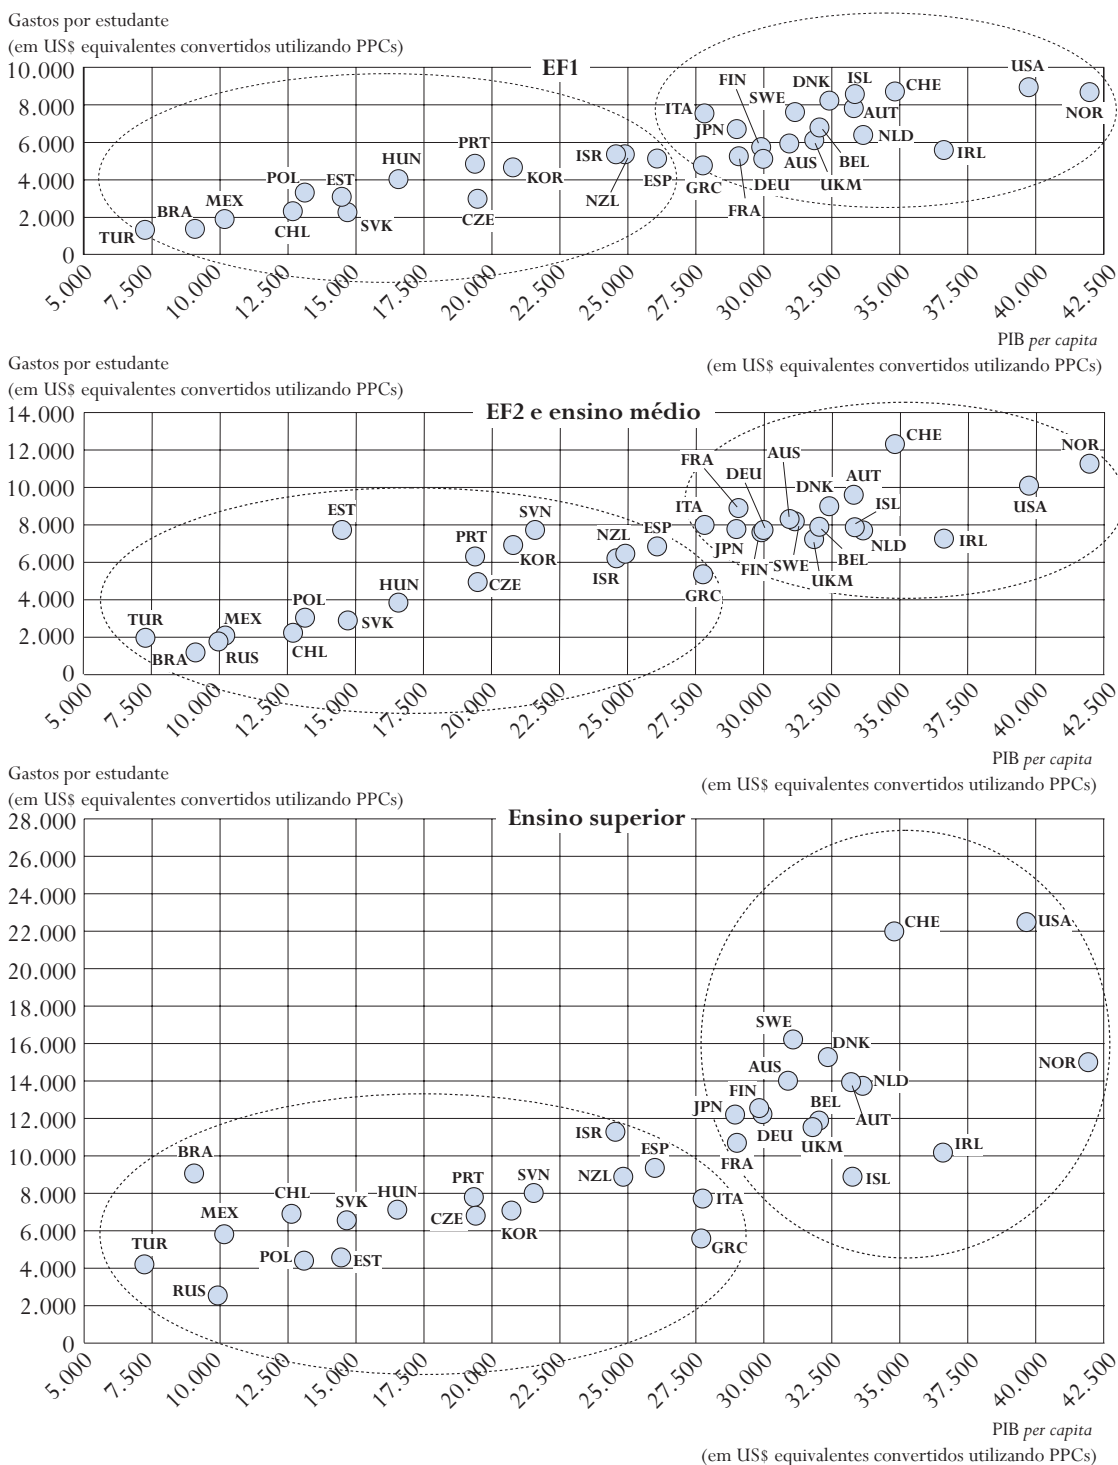 Gastos por estudante
(em US$ equivalentes convertidos utilizando PPCs)
EF1
10.000
8.000
6.000
4.000
2.000
0
TUR
BRA
MEX
POL
CHL
EST
SVK
HUN
PRT
CZE
KOR
ISR
NZL
ESP
ITA
JPN
GRC
FIN
FRA
SWE
DEU
AUS
DNK
UKM
ISL
BEL
AUT
NLD
CHE
IRL
USA
NOR
5.000 7.500 10.000 12.500 15.000 17.500 20.000 22.500 25.000 27.500 30.000 32.500 35.000 37.500 40.000 42.500
PIB per capita
(em US$ equivalentes convertidos utilizando PPCs)
Gastos por estudante
(em US$ equivalentes convertidos utilizando PPCs)
EF2 e ensino médio
14.000
12.000
10.000
8.000
6.000
4.000
2.000
0
TUR
BRA
MEX
RUS
POL
CHL
EST
SVK
HUN
PRT
CZE
SVN
KOR
NZL
ISR
ESP
ITA
GRC
FRA
JPN
DEU
FIN
AUS
SWE
DNK
UKM
BEL
AUT
ISL
NLD
CHE
IRL
USA
NOR
5.000 7.500 10.000 12.500 15.000 17.500 20.000 22.500 25.000 27.500 30.000 32.500 35.000 37.500 40.000 42.500
PIB per capita
(em US$ equivalentes convertidos utilizando PPCs)
Gastos por estudante
(em US$ equivalentes convertidos utilizando PPCs)
Ensino superior
28.000
26.000
24.000
22.000
20.000
18.000
16.000
14.000
12.000
10.000
8.000
6.000
4.000
2.000
0
TUR
BRA
MEX
RUS
CHL
POL
SVK
EST
HUN
PRT
CZE
SVN
KOR
ISR
NZL
ESP
ITA
GRC
JPN
FRA
FIN
DEU
AUS
SWE
DNK
BEL
UKM
NLD
AUT
ISL
CHE
IRL
USA
NOR
5.000 7.500 10.000 12.500 15.000 17.500 20.000 22.500 25.000 27.500 30.000 32.500 35.000 37.500 40.000 42.500
PIB per capita
(em US$ equivalentes convertidos utilizando PPCs)